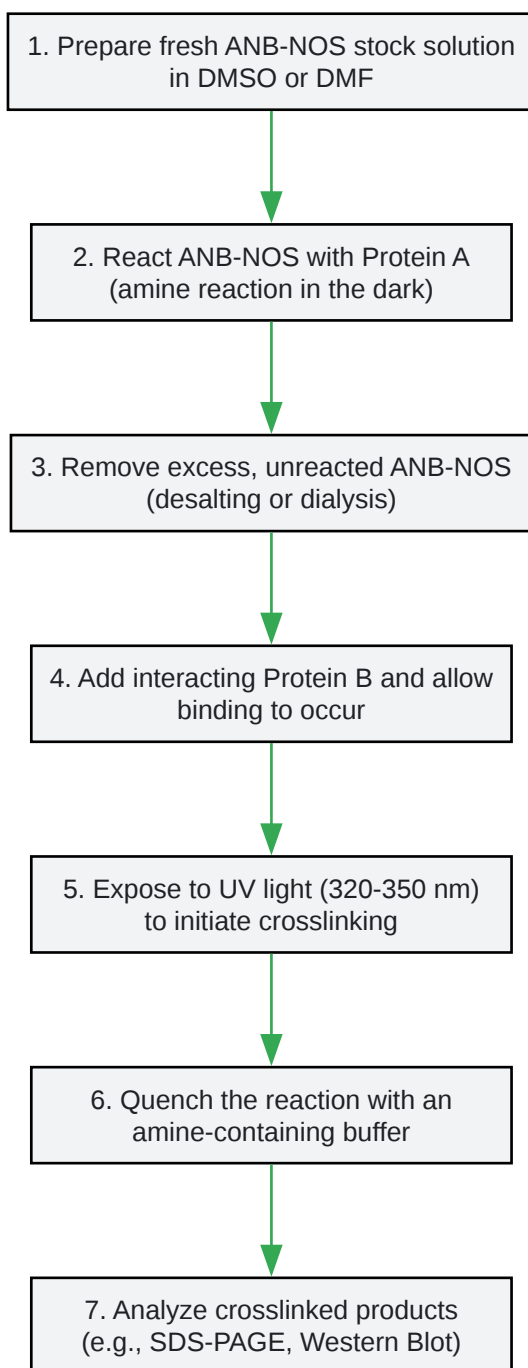 1. Prepare fresh ANB-NOS stock solution
in DMSO or DMF
2. React ANB-NOS with Protein A
(amine reaction in the dark)
3. Remove excess, unreacted ANB-NOS
(desalting or dialysis)
4. Add interacting Protein B and allow
binding to occur
5. Expose to UV light (320-350 nm)
to initiate crosslinking
6. Quench the reaction with an
amine-containing buffer
7. Analyze crosslinked products
(e.g., SDS-PAGE, Western Blot)